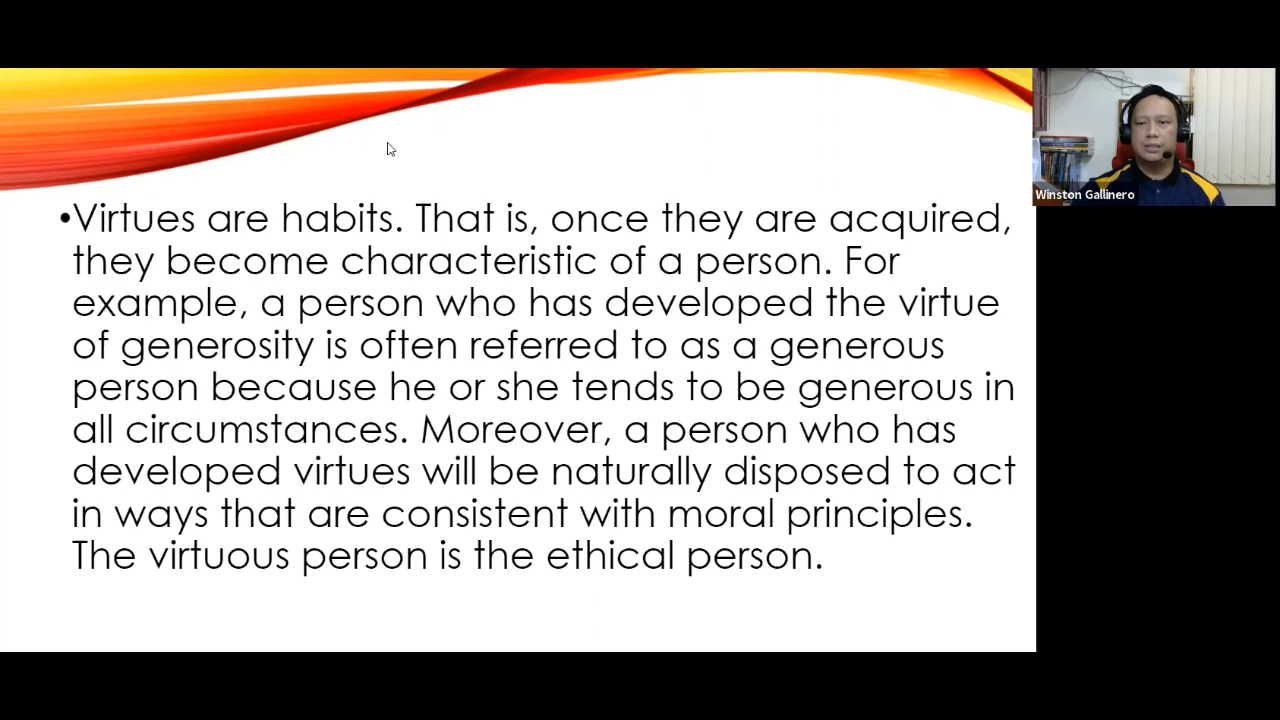 •Virtues are habits. That is, once they are acquired,
they become characteristic of a person. For
example, a person who has developed the virtue
of generosity is often referred to as a generous
person because he or she tends to be generous in
all circumstances. Moreover, a person who has
developed virtues will be naturally disposed to act
in ways that are consistent with moral principles.
The virtuous person is the ethical person.
Winston Gallinero